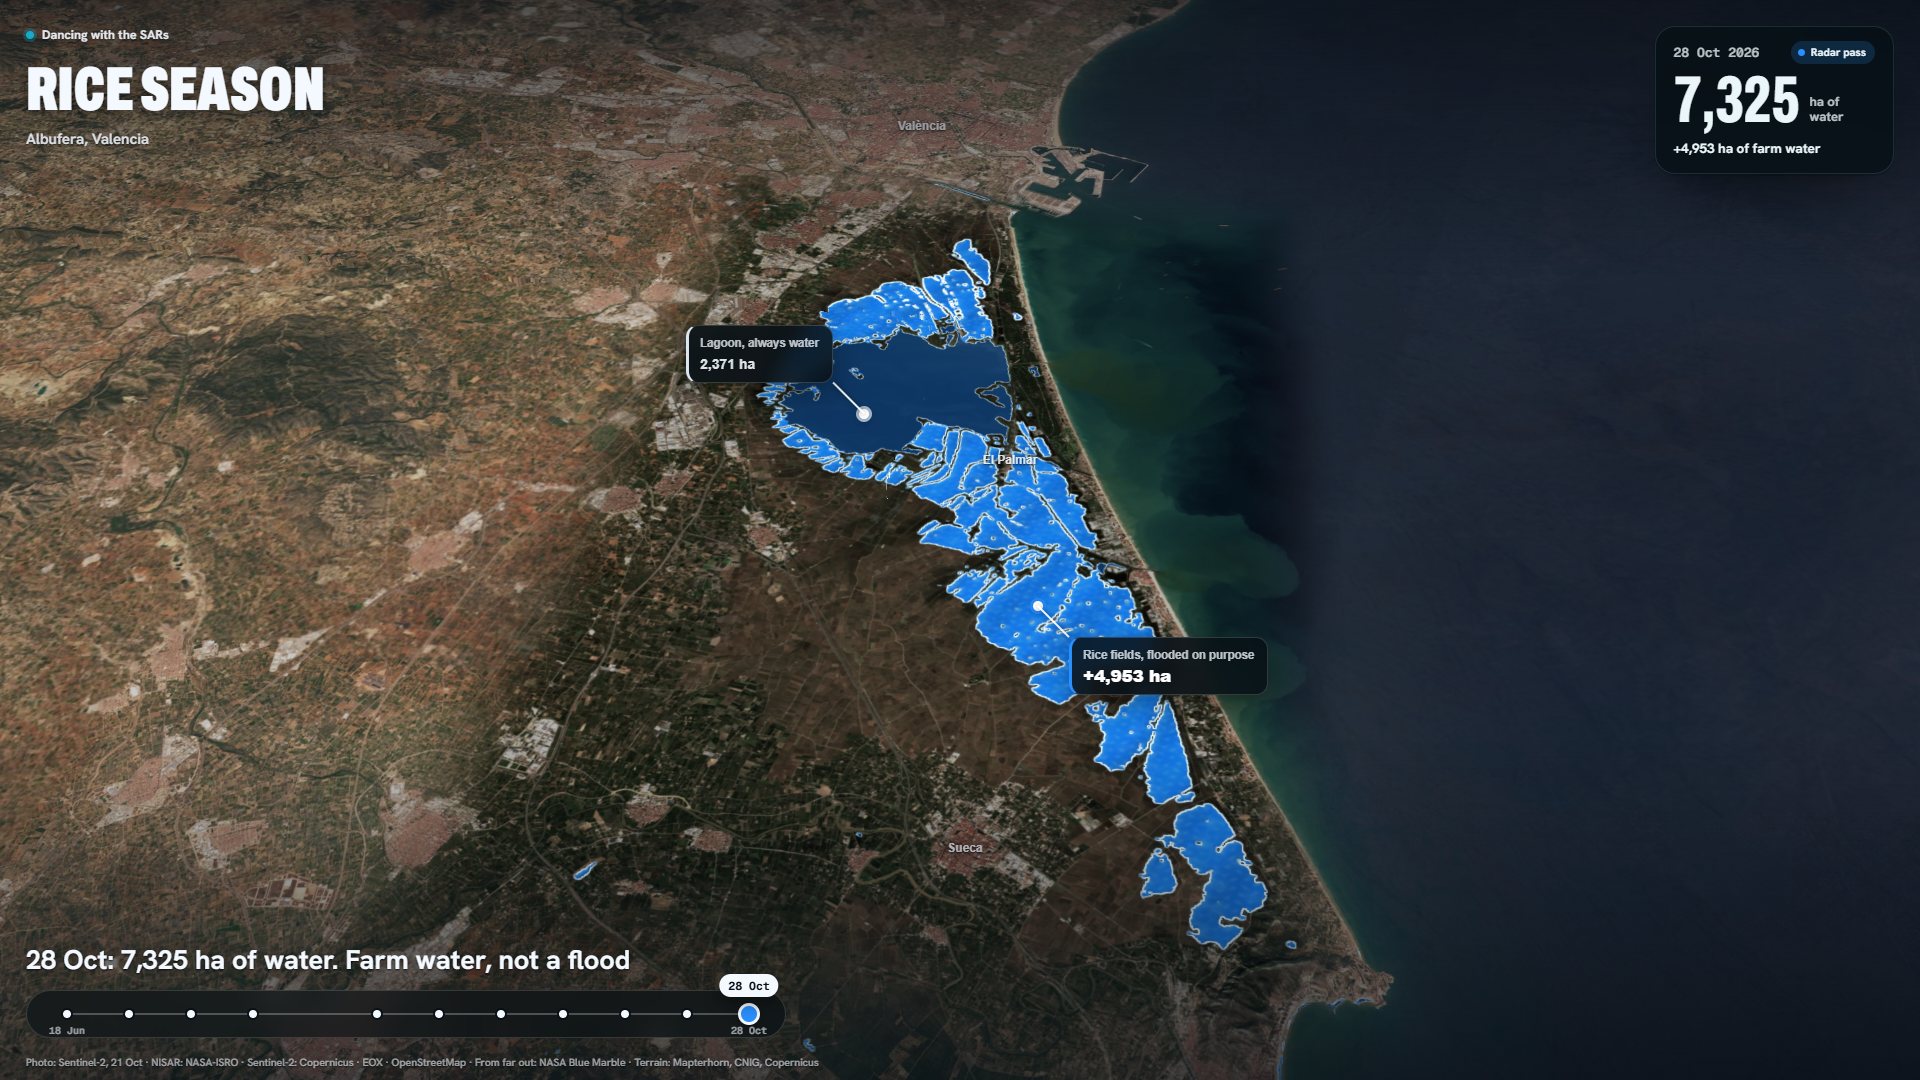 Dancing with the SARs
RICE SEASON
Albufera, Valencia
28 Oct 2026
Radar pass
7,325 ha of water
+4,953 ha of farm water
València
Lagoon, always water
2,371 ha
El Palmar
Rice fields, flooded on purpose
+4,953 ha
Sueca
28 Oct: 7,325 ha of water. Farm water, not a flood
28 Oct
18 Jun
28 Oct
Photo: Sentinel-2, 21 Oct · NISAR: NASA-ISRO · Sentinel-2: Copernicus · EOX · OpenStreetMap · From far out: NASA Blue Marble · Terrain: Mapterhorn, CNIG, Copernicus